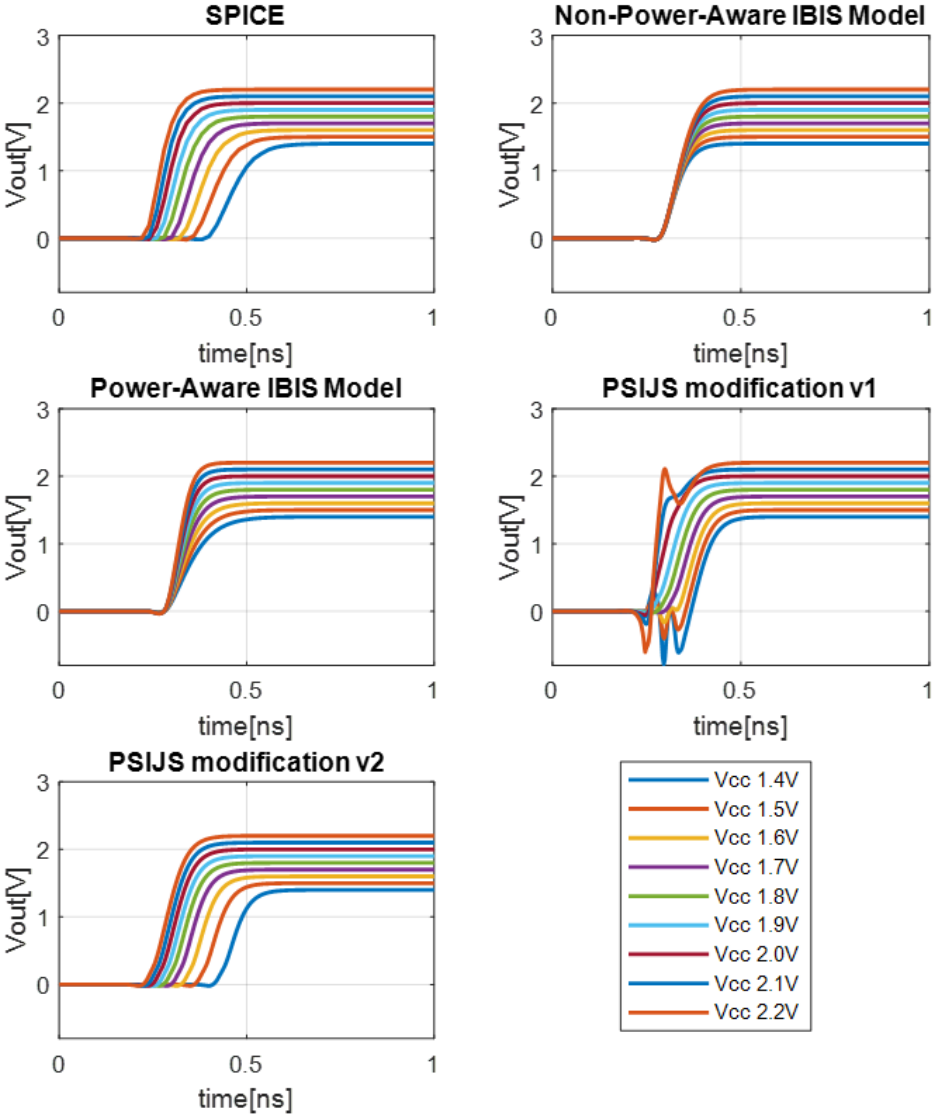 SPICE
3
2
1
0
Vout[V]
0
0.5
1
time[ns]
Non-Power-Aware IBIS Model
3
2
1
0
Vout[V]
0
0.5
1
time[ns]
Power-Aware IBIS Model
3
2
1
0
Vout[V]
0
0.5
1
time[ns]
PSIJS modification v1
3
2
1
0
Vout[V]
0
0.5
1
time[ns]
PSIJS modification v2
3
2
1
0
Vout[V]
0
0.5
1
time[ns]
Vcc 1.4V
Vcc 1.5V
Vcc 1.6V
Vcc 1.7V
Vcc 1.8V
Vcc 1.9V
Vcc 2.0V
Vcc 2.1V
Vcc 2.2V